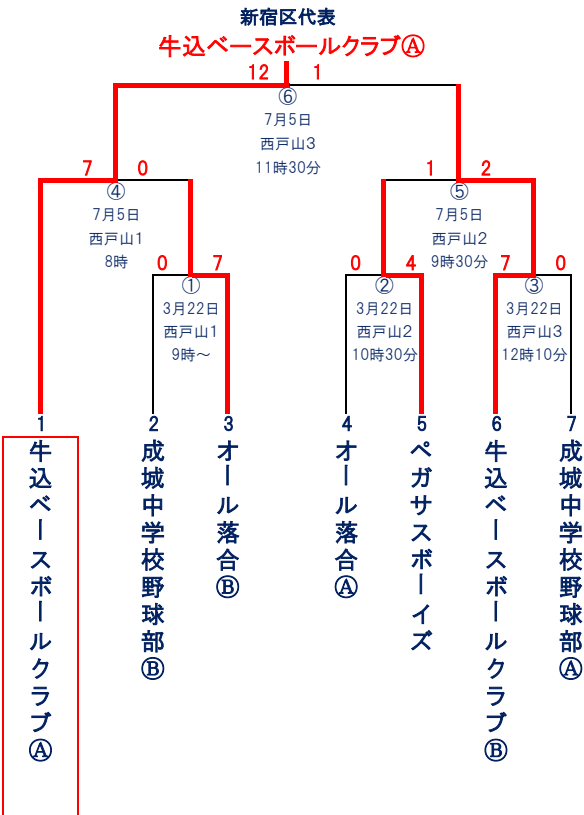 新宿区代表
牛込ベースボールクラブⒶ
12 1
⑥
7月5日
西戸山3
11時30分
7 0
④
7月5日
西戸山1
8時
1 2
⑤
7月5日
西戸山2
9時30分
0 7
①
3月22日
西戸山1
9時～
0 4
②
3月22日
西戸山2
10時30分
7 0
③
3月22日
西戸山3
12時10分
1 2 3 4 5 6 7
牛込ベースボールクラブⒶ
成城中学校野球部Ⓑ
オール落合Ⓑ
オール落合Ⓐ
ペガサスボーイズ
牛込ベースボールクラブⒷ
成城中学校野球部Ⓐ